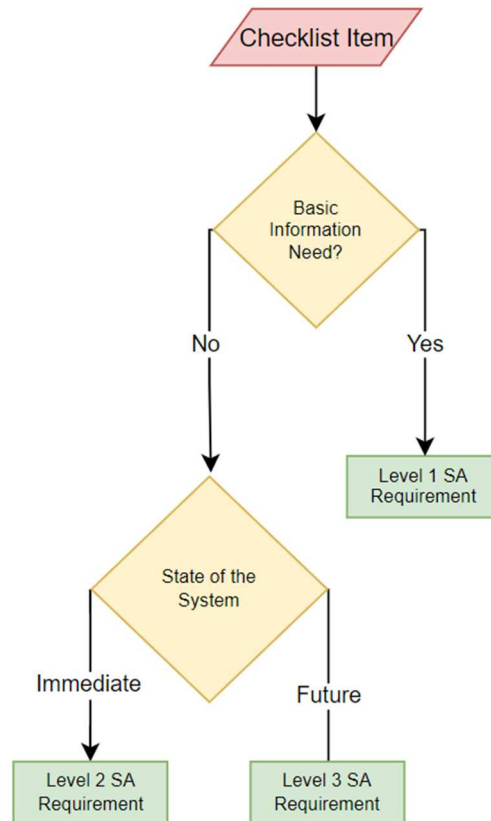 Checklist Item
Basic
Information
Need?
No
Yes
Level 1 SA
Requirement
State of the
System
Immediate
Future
Level 2 SA
Requirement
Level 3 SA
Requirement